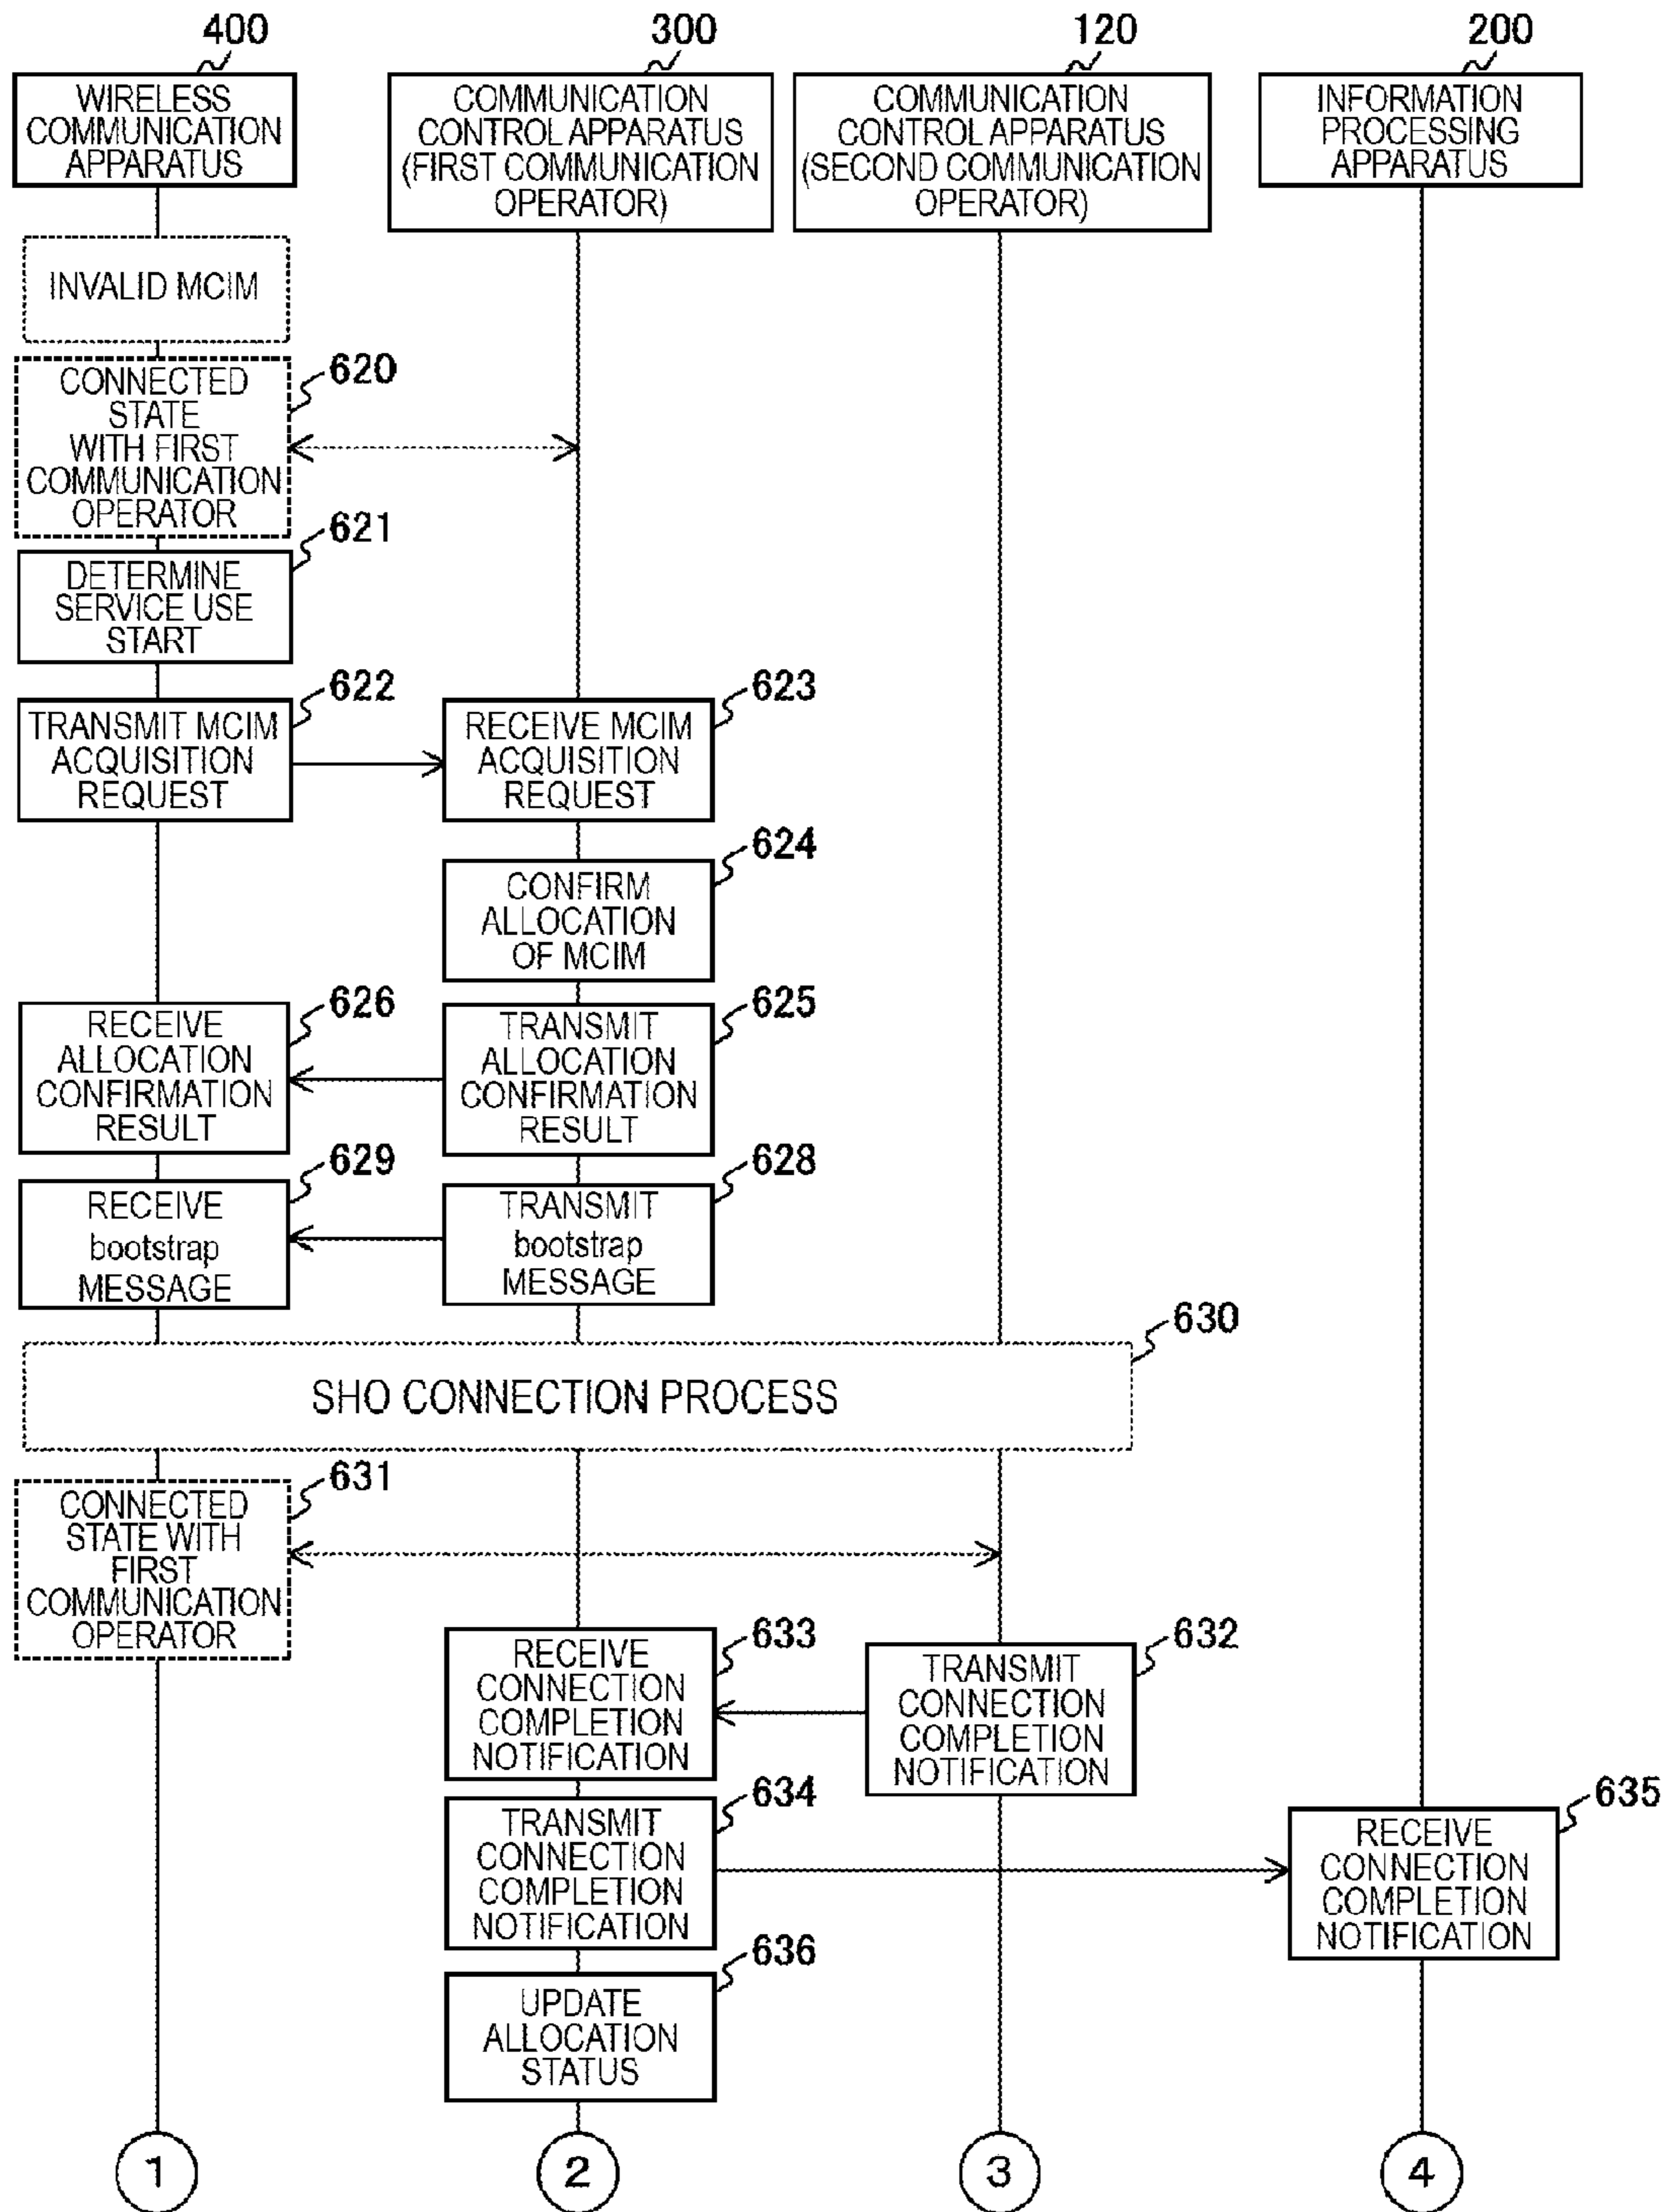 400
300
120
200
WIRELESS
COMMUNICATION
APPARATUS
COMMUNICATION
CONTROL APPARATUS
(FIRST COMMUNICATION
OPERATOR)
COMMUNICATION
CONTROL APPARATUS
(SECOND COMMUNICATION
OPERATOR)
INFORMATION
PROCESSING
APPARATUS
INVALID MCIM
620
CONNECTED
STATE
WITH FIRST
COMMUNICATION
OPERATOR
621
DETERMINE
SERVICE USE
START
622
TRANSMIT MCIM
ACQUISITION
REQUEST
623
RECEIVE MCIM
ACQUISITION
REQUEST
624
CONFIRM
ALLOCATION
OF MCIM
626
RECEIVE
ALLOCATION
CONFIRMATION
RESULT
625
TRANSMIT
ALLOCATION
CONFIRMATION
RESULT
629
RECEIVE
bootstrap
MESSAGE
628
TRANSMIT
bootstrap
MESSAGE
630
SHO CONNECTION PROCESS
631
CONNECTED
STATE WITH
FIRST
COMMUNICATION
OPERATOR
633
RECEIVE
CONNECTION
COMPLETION
NOTIFICATION
632
TRANSMIT
CONNECTION
COMPLETION
NOTIFICATION
634
TRANSMIT
CONNECTION
COMPLETION
NOTIFICATION
635
RECEIVE
CONNECTION
COMPLETION
NOTIFICATION
636
UPDATE
ALLOCATION
STATUS
1
2
3
4